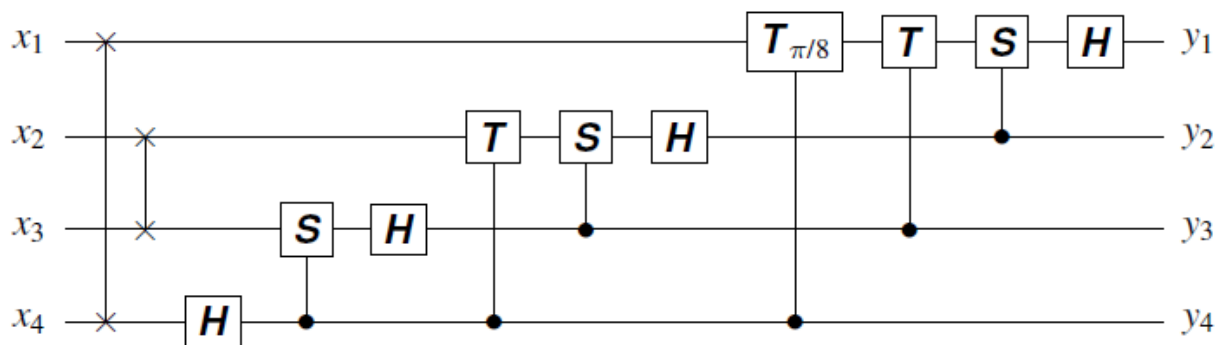 x₁ T π/8 T S H y₁
x₂ T S H y₂
x₃ S H y₃
x₄ H y₄